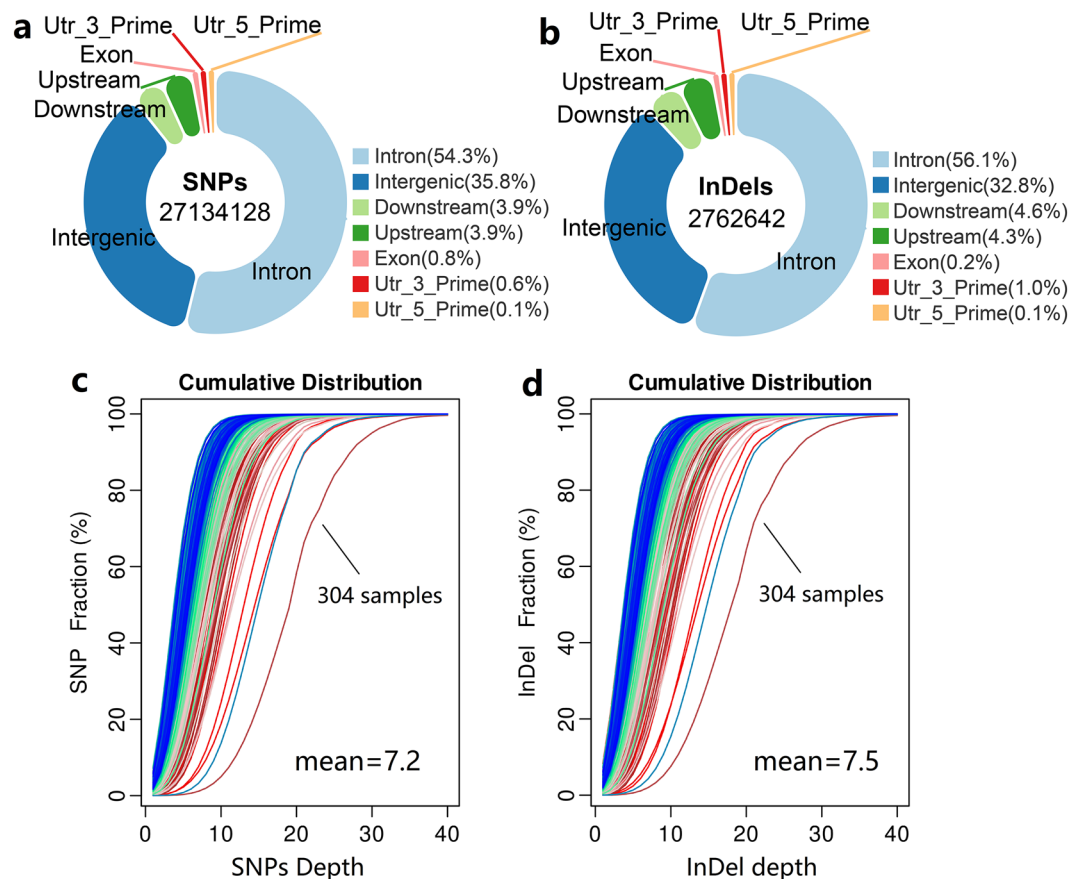 a
Utr_3_Prime
Utr_5_Prime
Exon
Upstream
Downstream
Intergenic
Intron
SNPs
27134128
Intron(54.3%)
Intergenic(35.8%)
Downstream(3.9%)
Upstream(3.9%)
Exon(0.8%)
Utr_3_Prime(0.6%)
Utr_5_Prime(0.1%)
b
Utr_3_Prime
Utr_5_Prime
Exon
Upstream
Downstream
Intergenic
Intron
InDels
2762642
Intron(56.1%)
Intergenic(32.8%)
Downstream(4.6%)
Upstream(4.3%)
Exon(0.2%)
Utr_3_Prime(1.0%)
Utr_5_Prime(0.1%)
c
Cumulative Distribution
SNP Fraction (%)
100
80
60
40
20
0
304 samples
mean=7.2
0 10 20 30 40
SNPs Depth
d
Cumulative Distribution
InDel Fraction (%)
100
80
60
40
20
0
304 samples
mean=7.5
0 10 20 30 40
InDel depth